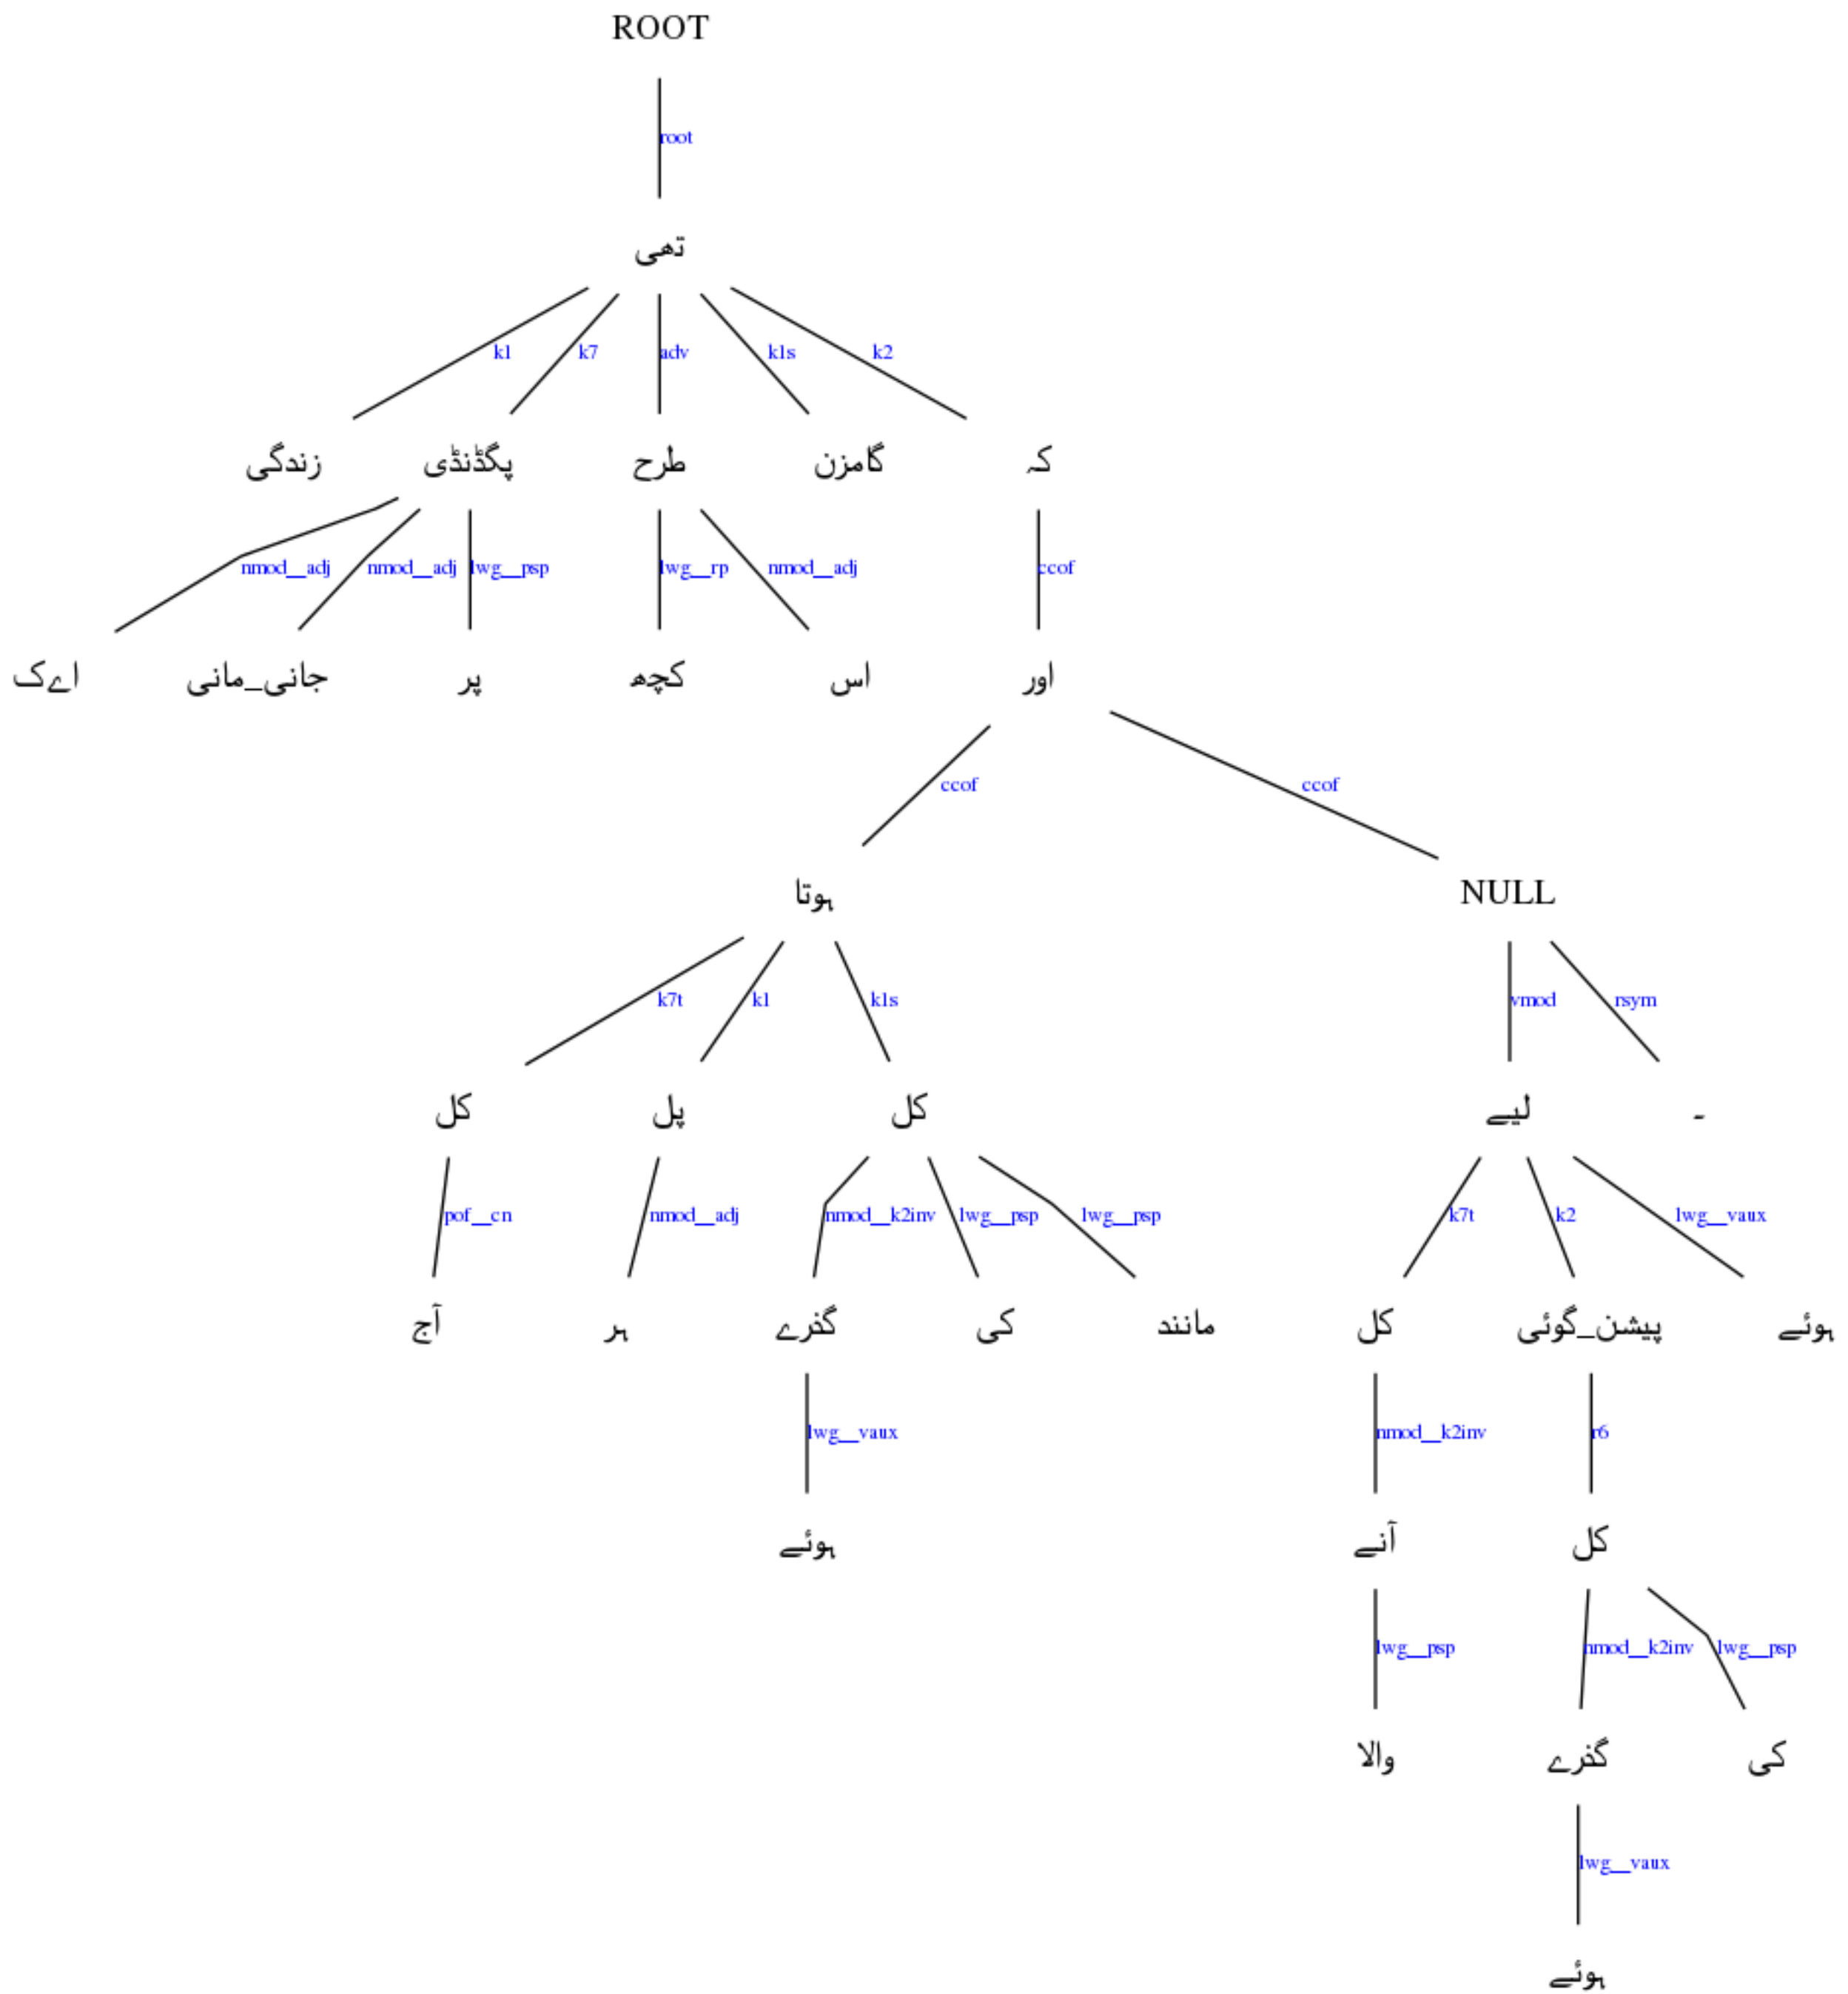 ROOT
root
تھی
k1 k7 adv k1s k2
زندگی پگڈنڈی طرح گامزن کہ
nmod__adj nmod__adj lwg__psp lwg__rp nmod__adj ccof
اےک جانی_مانی پر کچھ اس اور
ccof ccof
ہوتا NULL
k7t k1 k1s vmod rsym
کل پل کل لیے ۔
pof__cn nmod__adj nmod__k2inv lwg__psp lwg__psp k7t k2 lwg__vaux
آج ہر گذرے کی مانند کل پیشن_گوئی ہوئے
lwg__vaux nmod__k2inv r6
ہوئے آنے کل
lwg__psp nmod__k2inv lwg__psp
والا گذرے کی
lwg__vaux
ہوئے